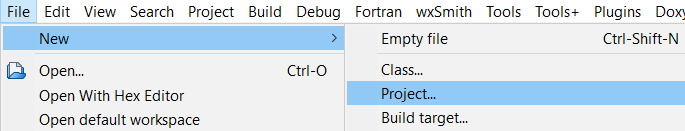 File Edit View Search Project Build Debug Fortran wxSmith Tools Tools+ Plugins
New
Open... Ctrl-O
Open With Hex Editor
Open default workspace
Empty file Ctrl-Shift-N
Class...
Project...
Build target...